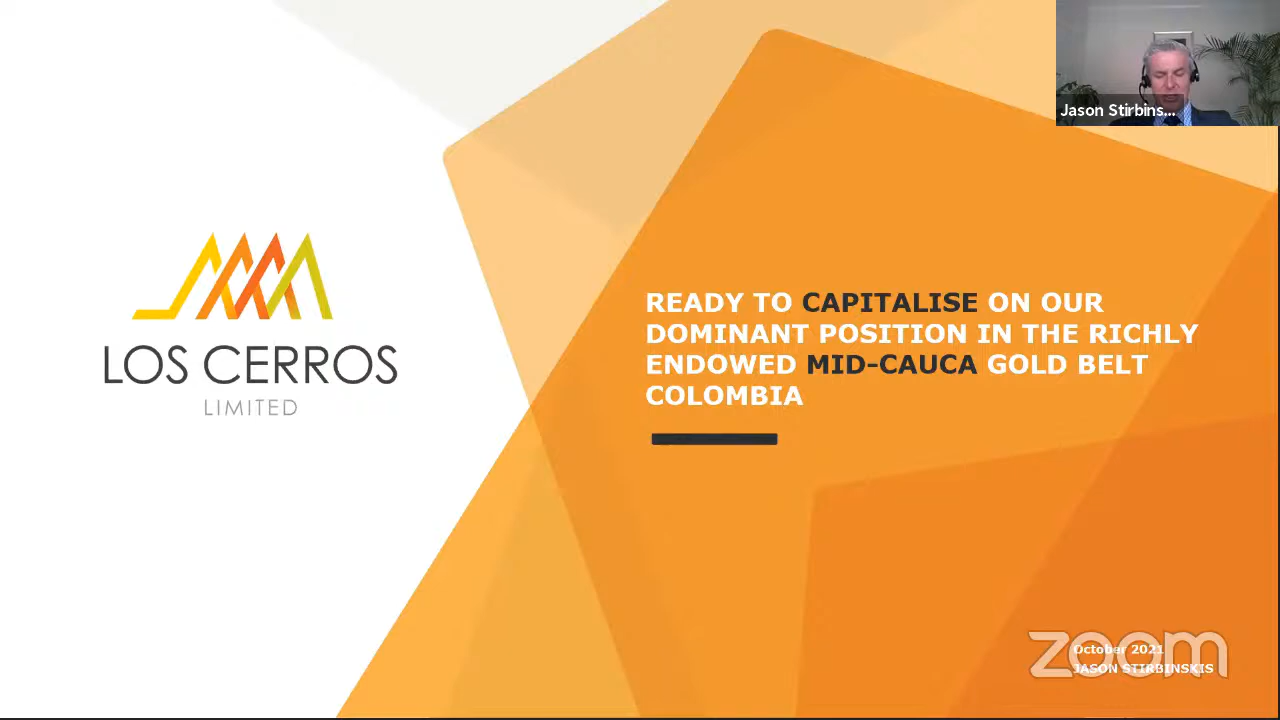 Jason Stirbins...
LOS CERROS
LIMITED
READY TO CAPITALISE ON OUR
DOMINANT POSITION IN THE RICHLY
ENDOWED MID-CAUCA GOLD BELT
COLOMBIA
zoom
October 2021
JASON STIRBINSKIS